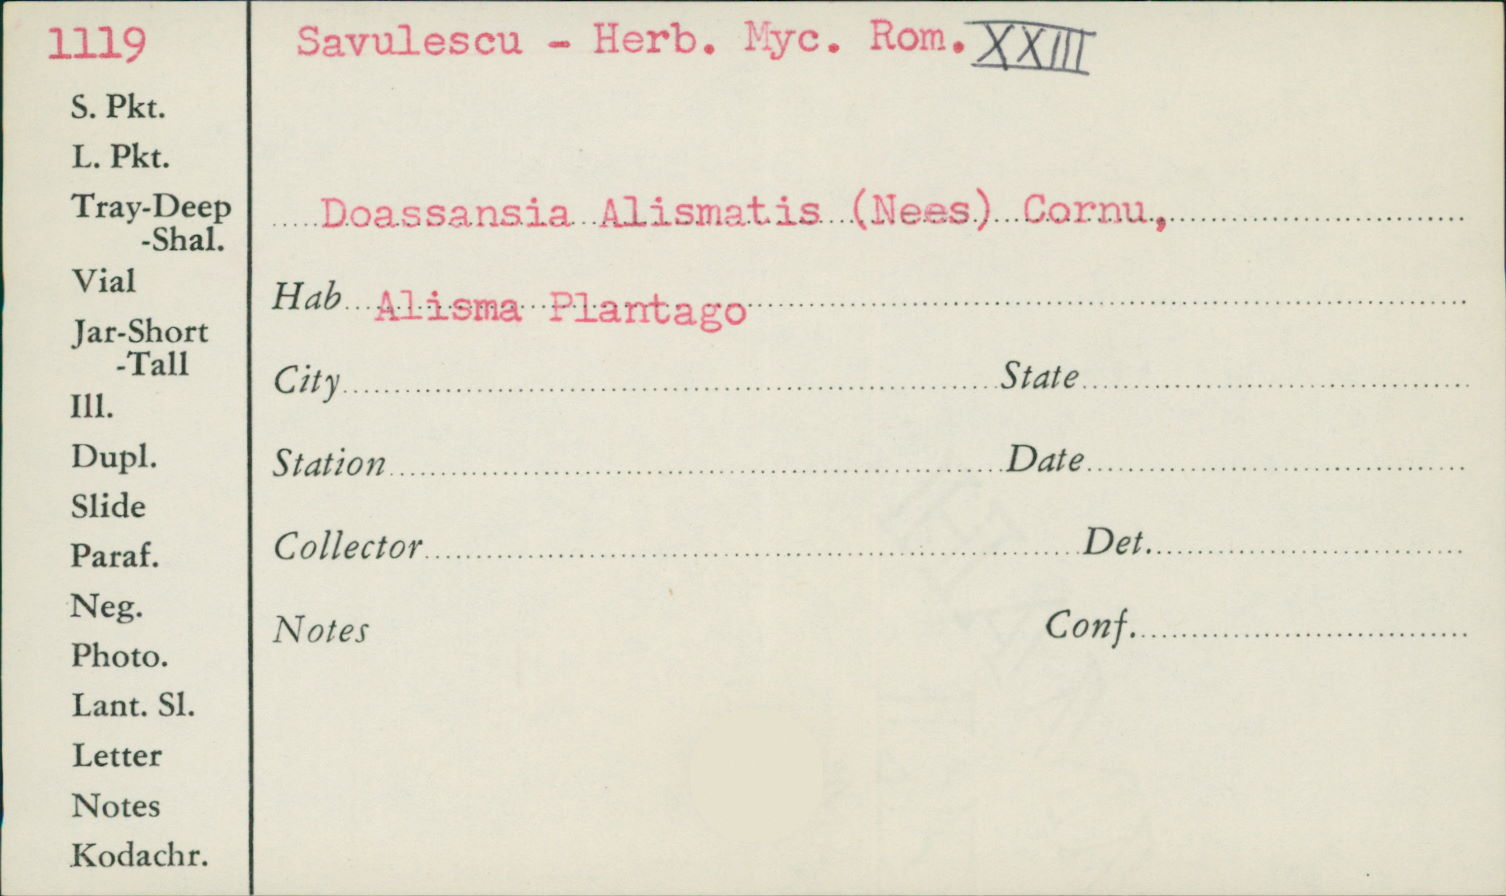 1119
Savulescu - Herb. Myc. Rom. XXIII
S. Pkt.
L. Pkt.
Tray-Deep
-Shal.
Vial
Jar-Short
-Tall
Ill.
Dupl.
Slide
Paraf.
Neg.
Photo.
Lant. Sl.
Letter
Notes
Kodachr.
Doassansia Alismatis (Nees) Cornu,
Hab Alisma Plantago
City State
Station Date
Collector Det.
Notes Conf.